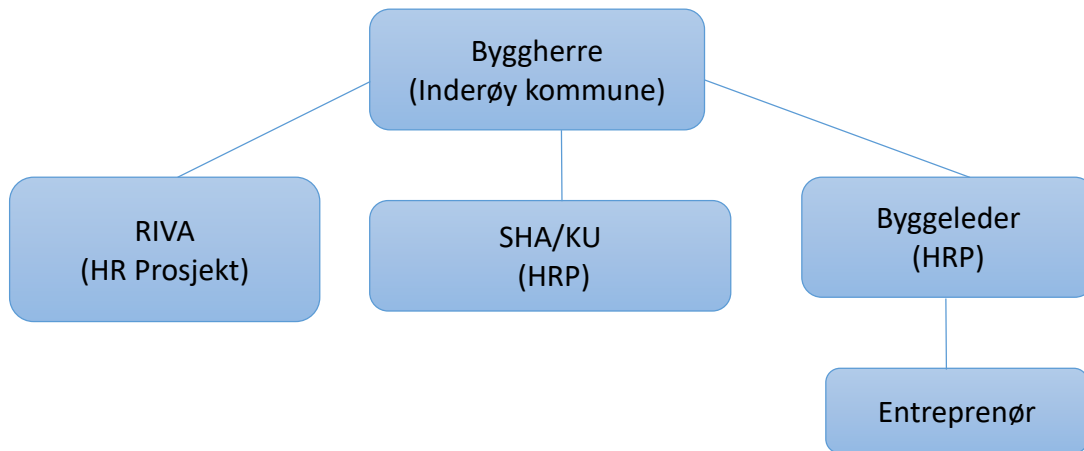 Byggherre
(Inderøy kommune)
RIVA
(HR Prosjekt)
SHA/KU
(HRP)
Byggeleder
(HRP)
Entreprenør